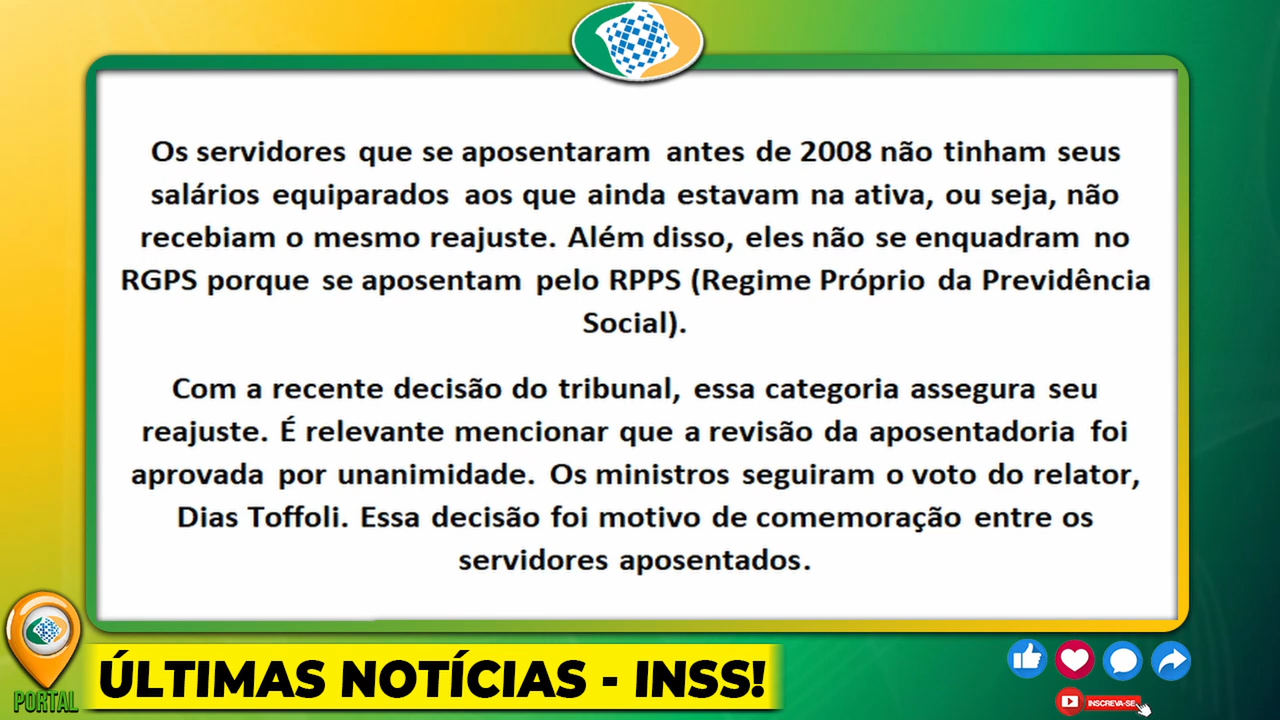 Os servidores que se aposentaram antes de 2008 não tinham seus
salários equiparados aos que ainda estavam na ativa, ou seja, não
recebiam o mesmo reajuste. Além disso, eles não se enquadram no
RGPS porque se aposentam pelo RPPS (Regime Próprio da Previdência
Social).
Com a recente decisão do tribunal, essa categoria assegura seu
reajuste. É relevante mencionar que a revisão da aposentadoria foi
aprovada por unanimidade. Os ministros seguiram o voto do relator,
Dias Toffoli. Essa decisão foi motivo de comemoração entre os
servidores aposentados.
PORTAL
ÚLTIMAS NOTÍCIAS - INSS!
INSCREVA-SE